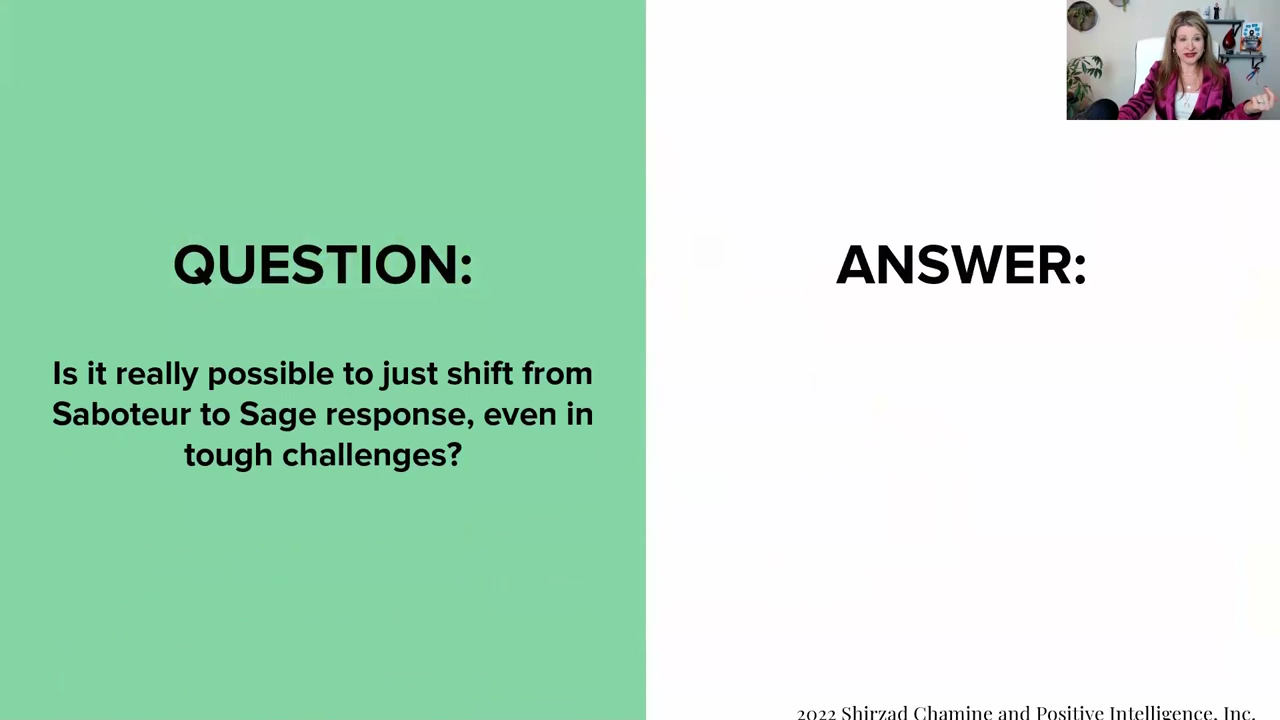 QUESTION:
Is it really possible to just shift from
Saboteur to Sage response, even in
tough challenges?
ANSWER:
2022 Shirzad Chamine and Positive Intelligence, Inc.